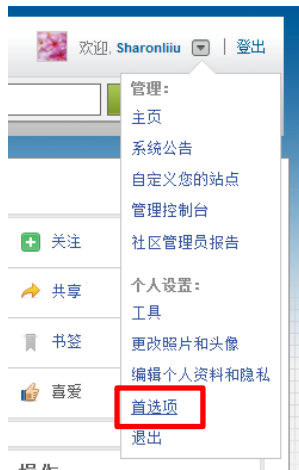 欢迎, Sharonliiu | 登出
管理：
主页
系统公告
自定义您的站点
管理控制台
社区管理员报告
个人设置：
工具
更改照片和头像
编辑个人资料和隐私
首选项
退出
关注
共享
书签
喜爱
操作